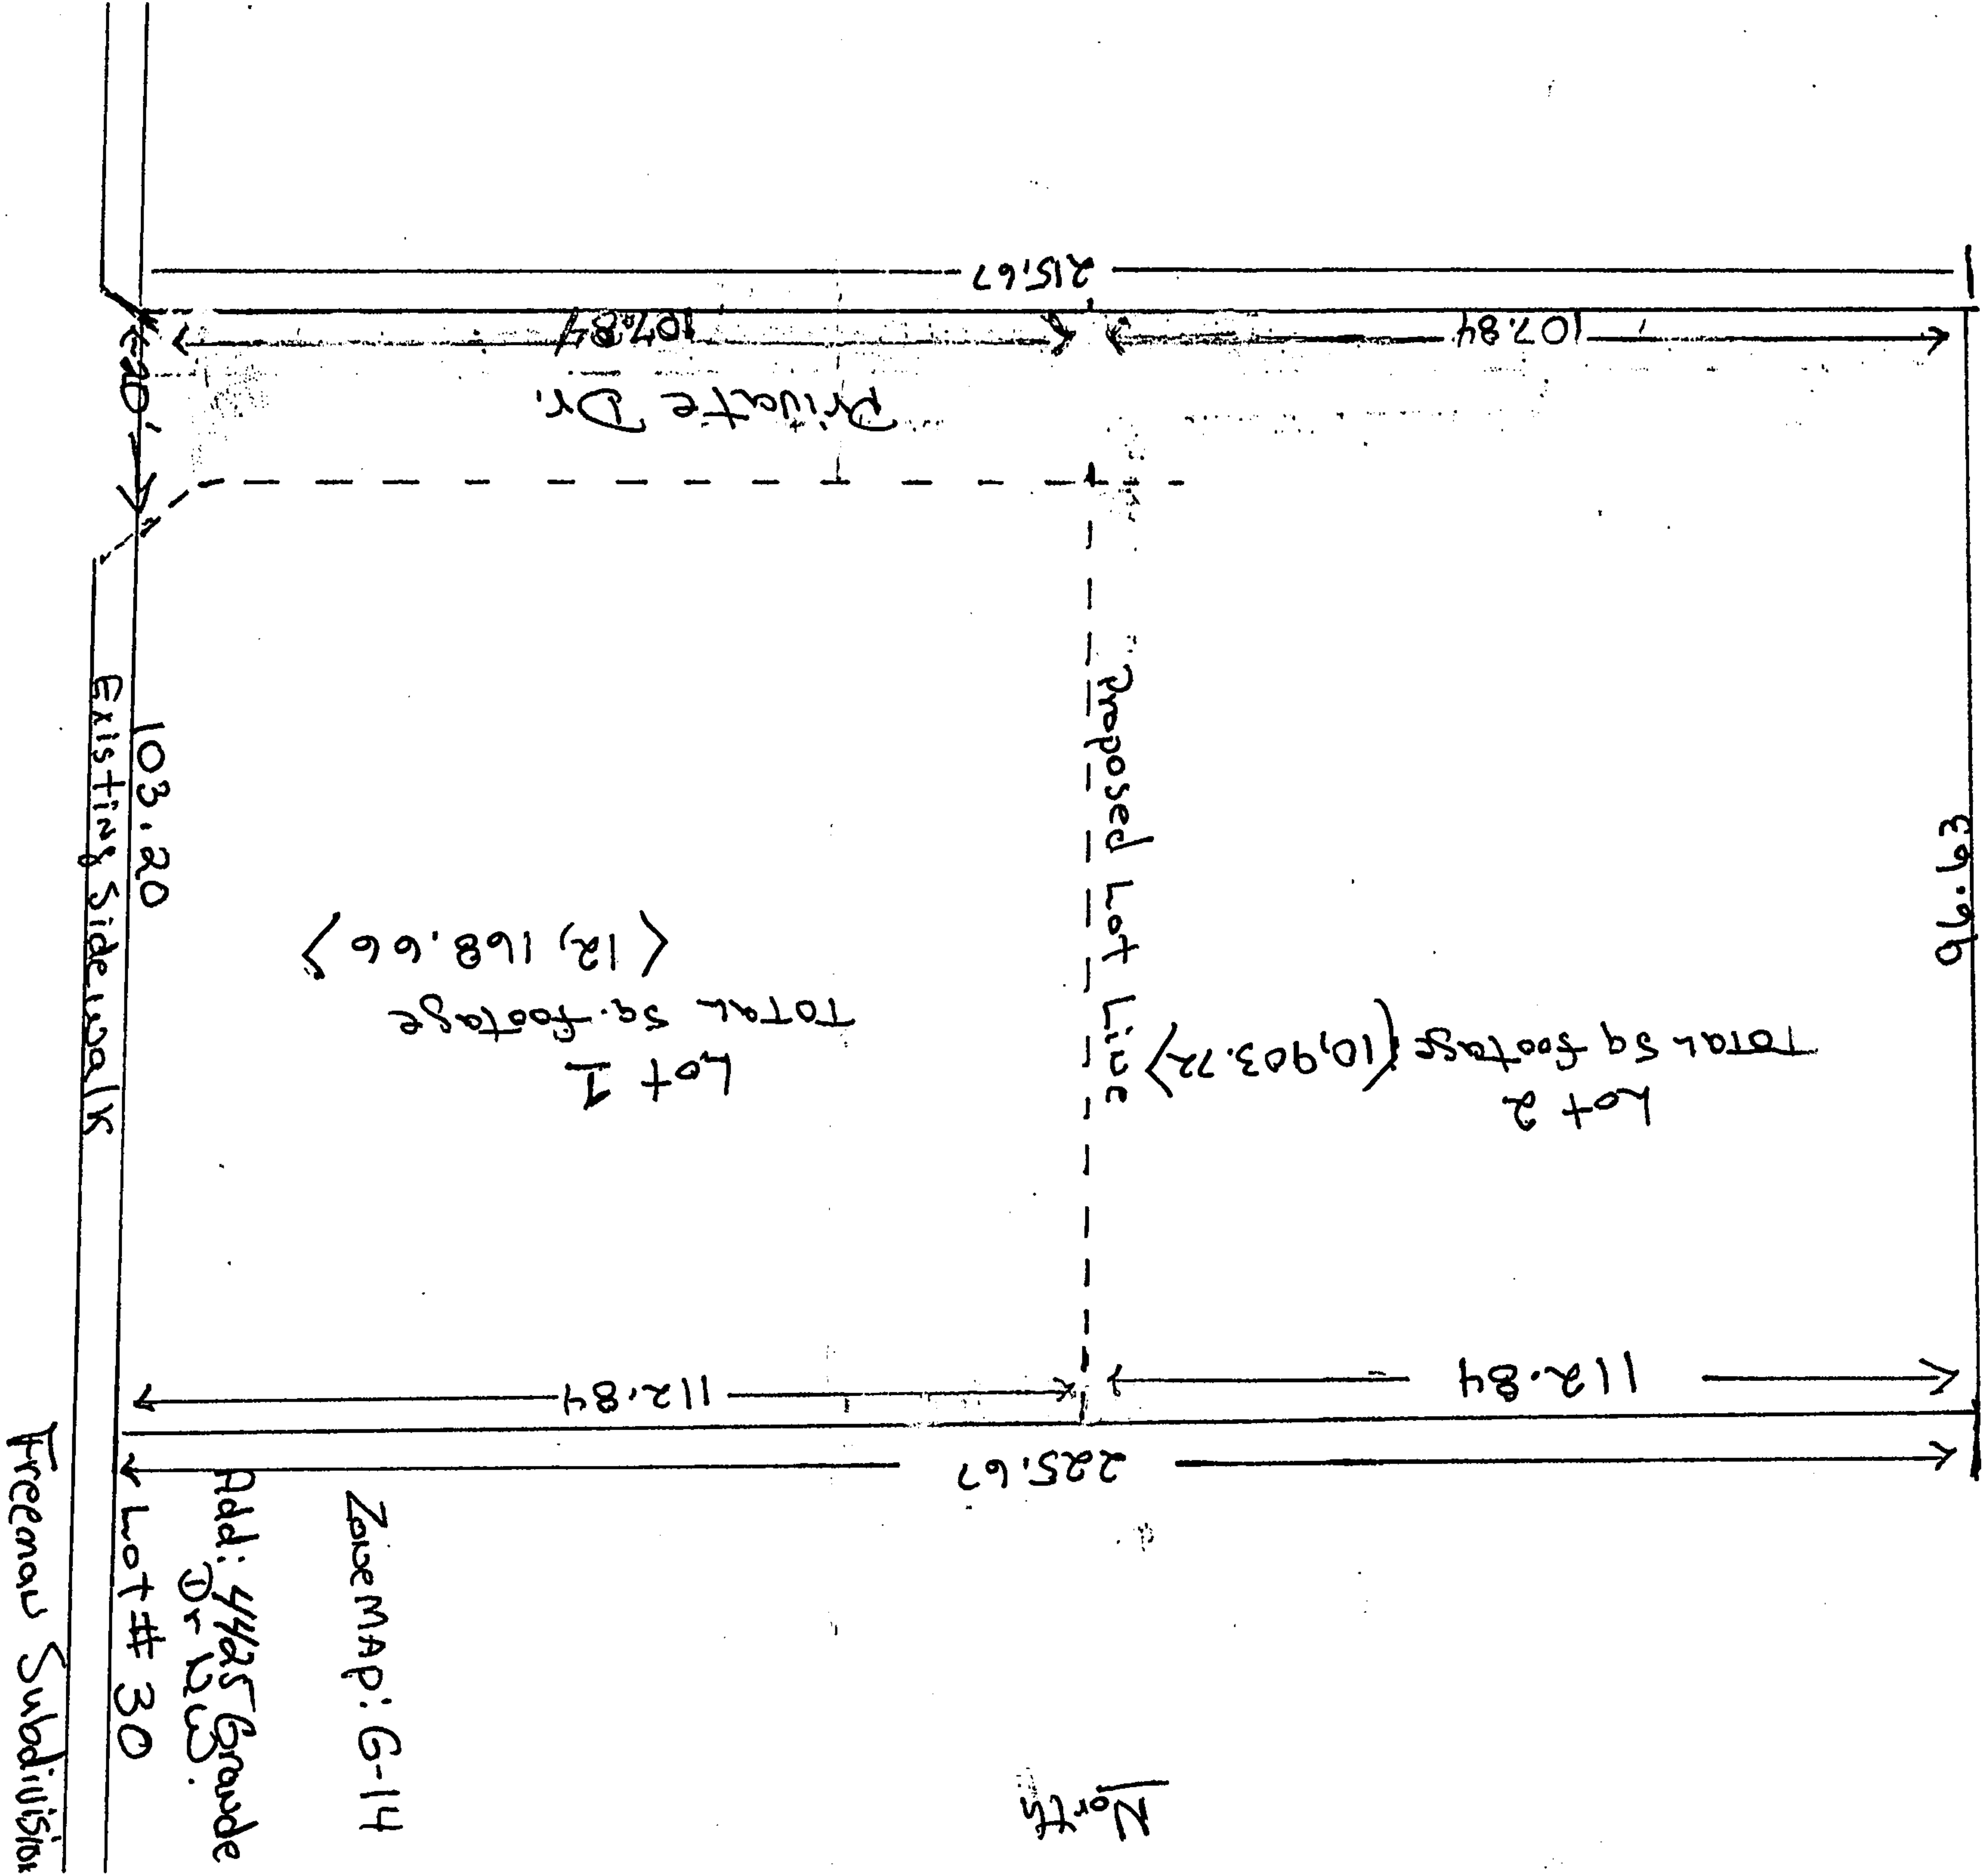 215.67
107.84
107.84
←20'→
Private Dr.
103.20
Existing Sidewalk
Proposed Lot Line
96.63
Lot 1
TOTAL Sq. footage
<12,168.66>
Lot 2
TOTAL Sq footage <10,903.72>
112.84
112.84
225.67
Lot # 30
Add: 4425 Grande
Dr. N.W.
Zone MAP: G-14
Freeman Subdivision
North